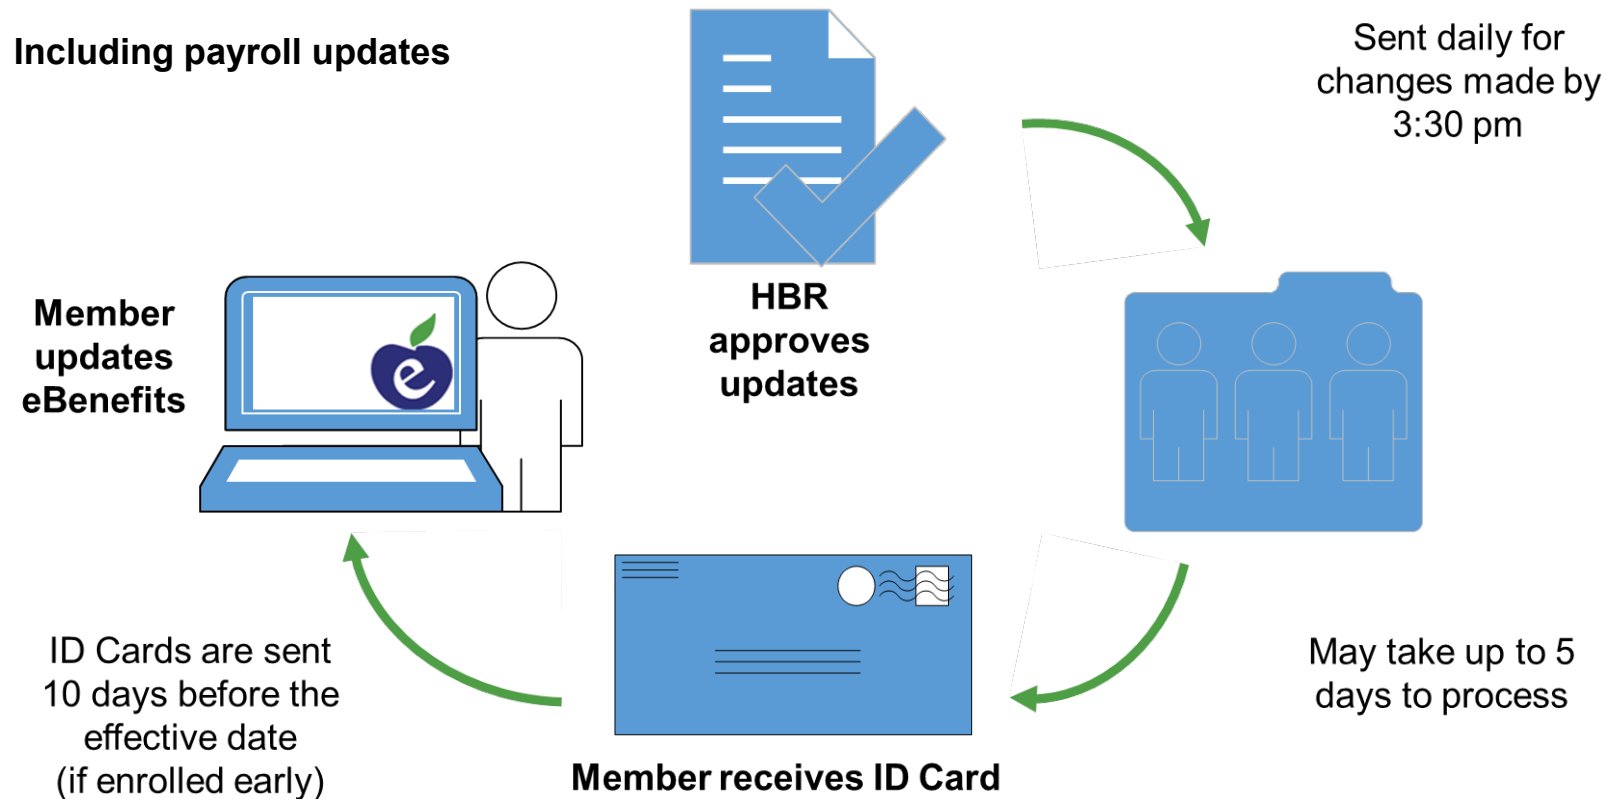 Including payroll updates
Sent daily for
changes made by
3:30 pm
Member
updates
eBenefits
e
HBR
approves
updates
ID Cards are sent
10 days before the
effective date
(if enrolled early)
Member receives ID Card
May take up to 5
days to process